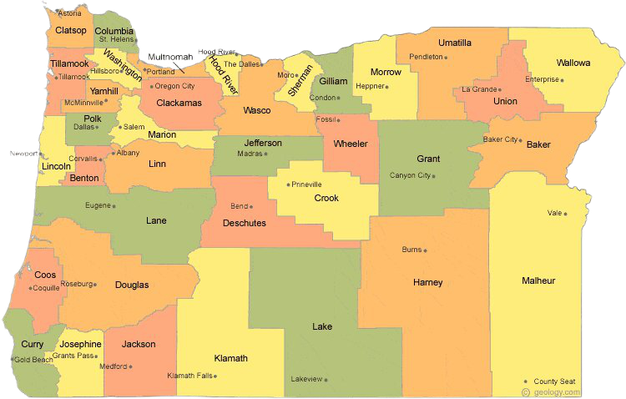 Astoria
Clatsop
Columbia
St. Helens
Tillamook
Tillamook
Washington
Hillsboro
Multnomah
Portland
Hood River
Hood River
The Dalles
Sherman
Moro
Gilliam
Condon
Morrow
Heppner
Umatilla
Pendleton
Wallowa
Enterprise
La Grande
Union
Yamhill
McMinnville
Oregon City
Clackamas
Wasco
Fossil
Wheeler
Polk
Dallas
Salem
Marion
Jefferson
Madras
Grant
Canyon City
Baker City
Baker
Newport
Lincoln
Corvallis
Benton
Albany
Linn
Prineville
Crook
Eugene
Lane
Bend
Deschutes
Vale
Burns
Harney
Malheur
Coos
Coquille
Roseburg
Douglas
Lake
Lakeview
Curry
Gold Beach
Josephine
Grants Pass
Jackson
Medford
Klamath
Klamath Falls
County Seat
© geology.com